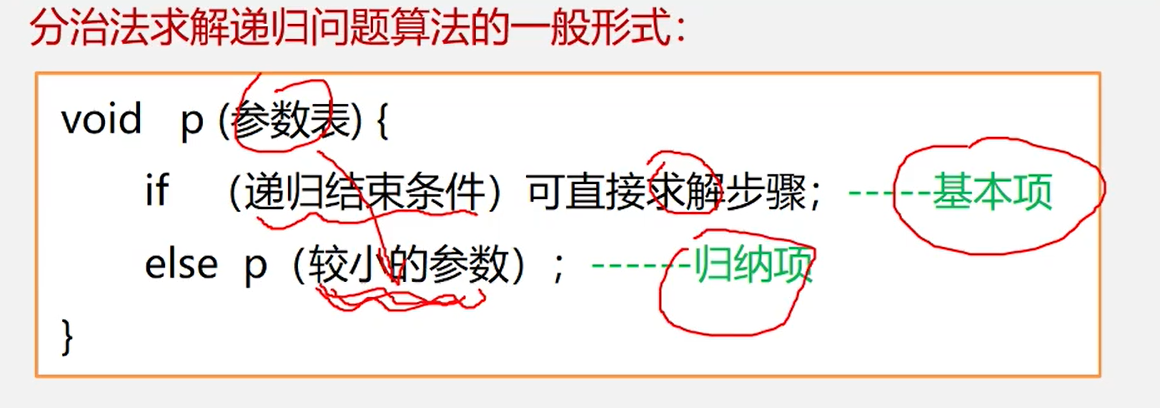 分治法求解递归问题算法的一般形式：
void p (参数表) {
if （递归结束条件）可直接求解步骤；-----基本项
else p（较小的参数）；------归纳项
}